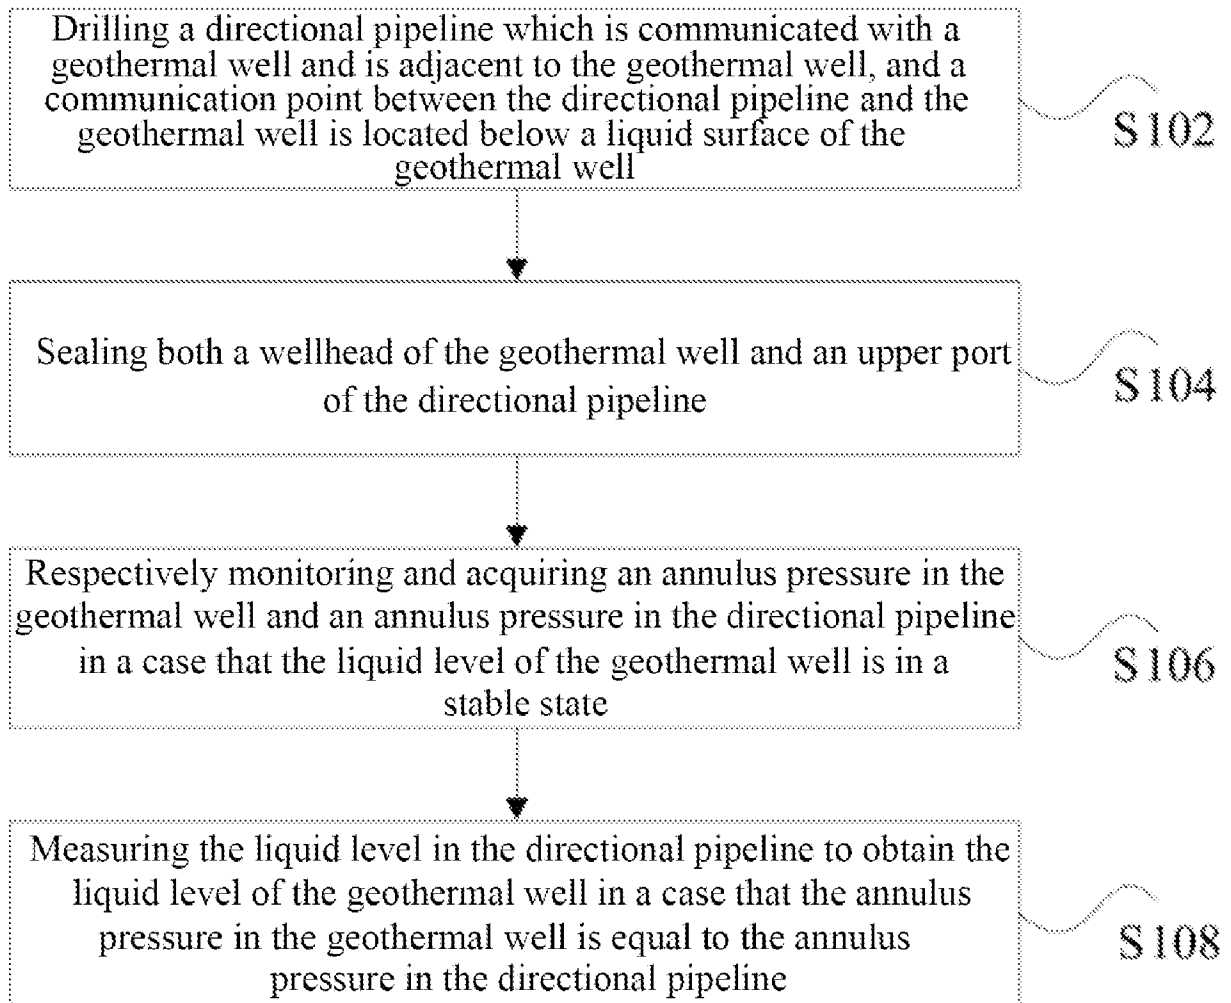 Drilling a directional pipeline which is communicated with a
geothermal well and is adjacent to the geothermal well, and a
communication point between the directional pipeline and the
geothermal well is located below a liquid surface of the
geothermal well
S102
Sealing both a wellhead of the geothermal well and an upper port
of the directional pipeline
S104
Respectively monitoring and acquiring an annulus pressure in the
geothermal well and an annulus pressure in the directional pipeline
in a case that the liquid level of the geothermal well is in a
stable state
S106
Measuring the liquid level in the directional pipeline to obtain the
liquid level of the geothermal well in a case that the annulus
pressure in the geothermal well is equal to the annulus
pressure in the directional pipeline
S108